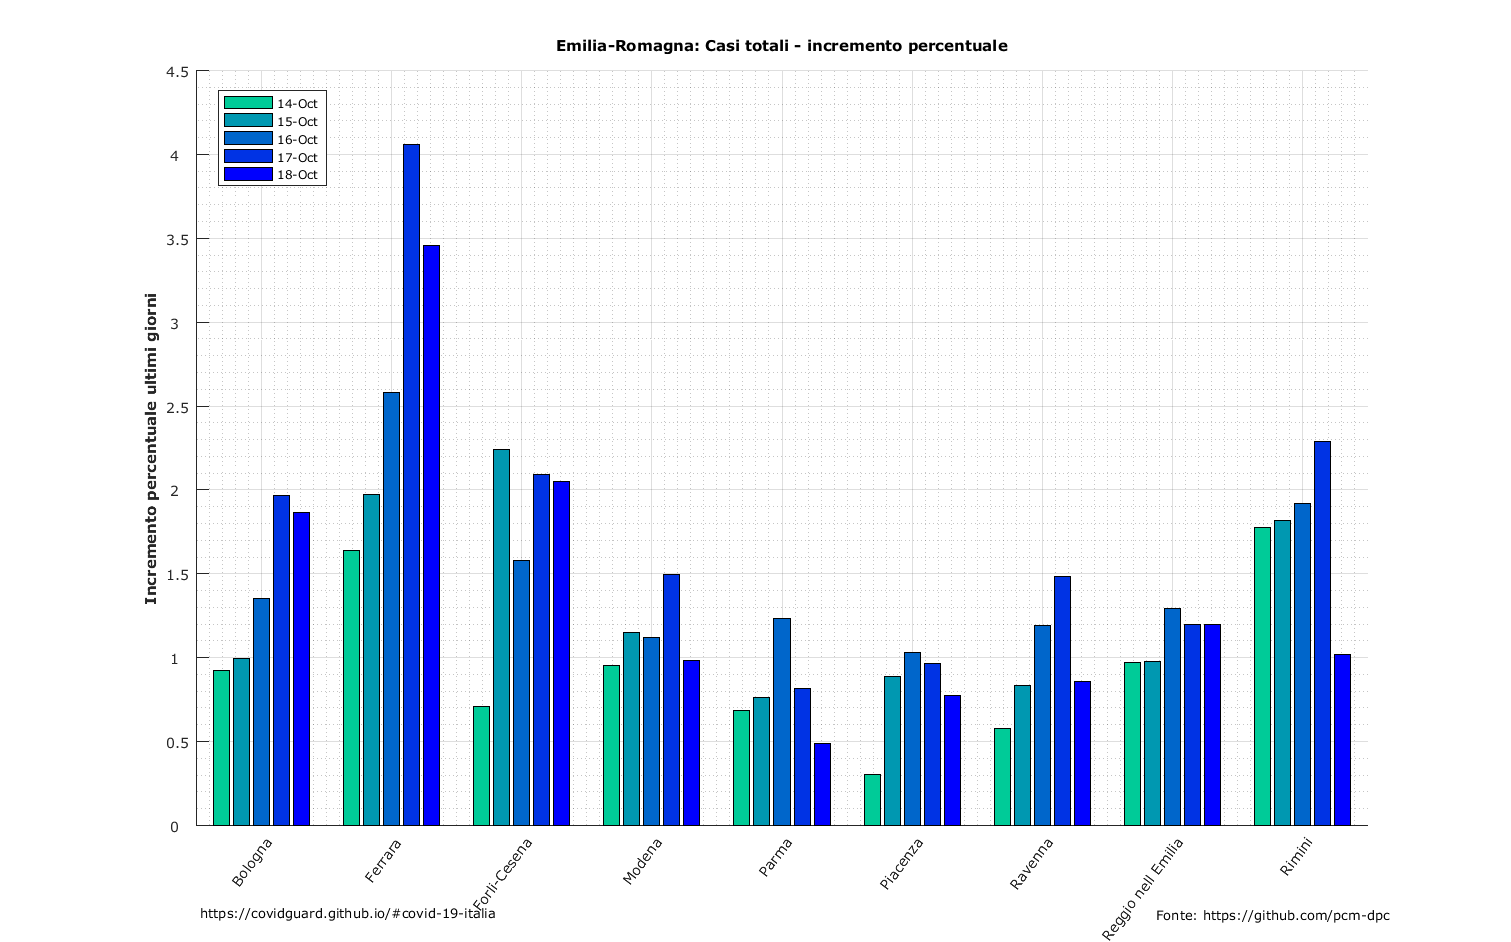 Emilia-Romagna: Casi totali - incremento percentuale
Incremento percentuale ultimi giorni
4.5
4
3.5
3
2.5
2
1.5
1
0.5
0
14-Oct
15-Oct
16-Oct
17-Oct
18-Oct
Bologna
Ferrara
Forlì-Cesena
Modena
Parma
Piacenza
Ravenna
Reggio nell Emilia
Rimini
https://covidguard.github.io/#covid-19-italia
Fonte: https://github.com/pcm-dpc